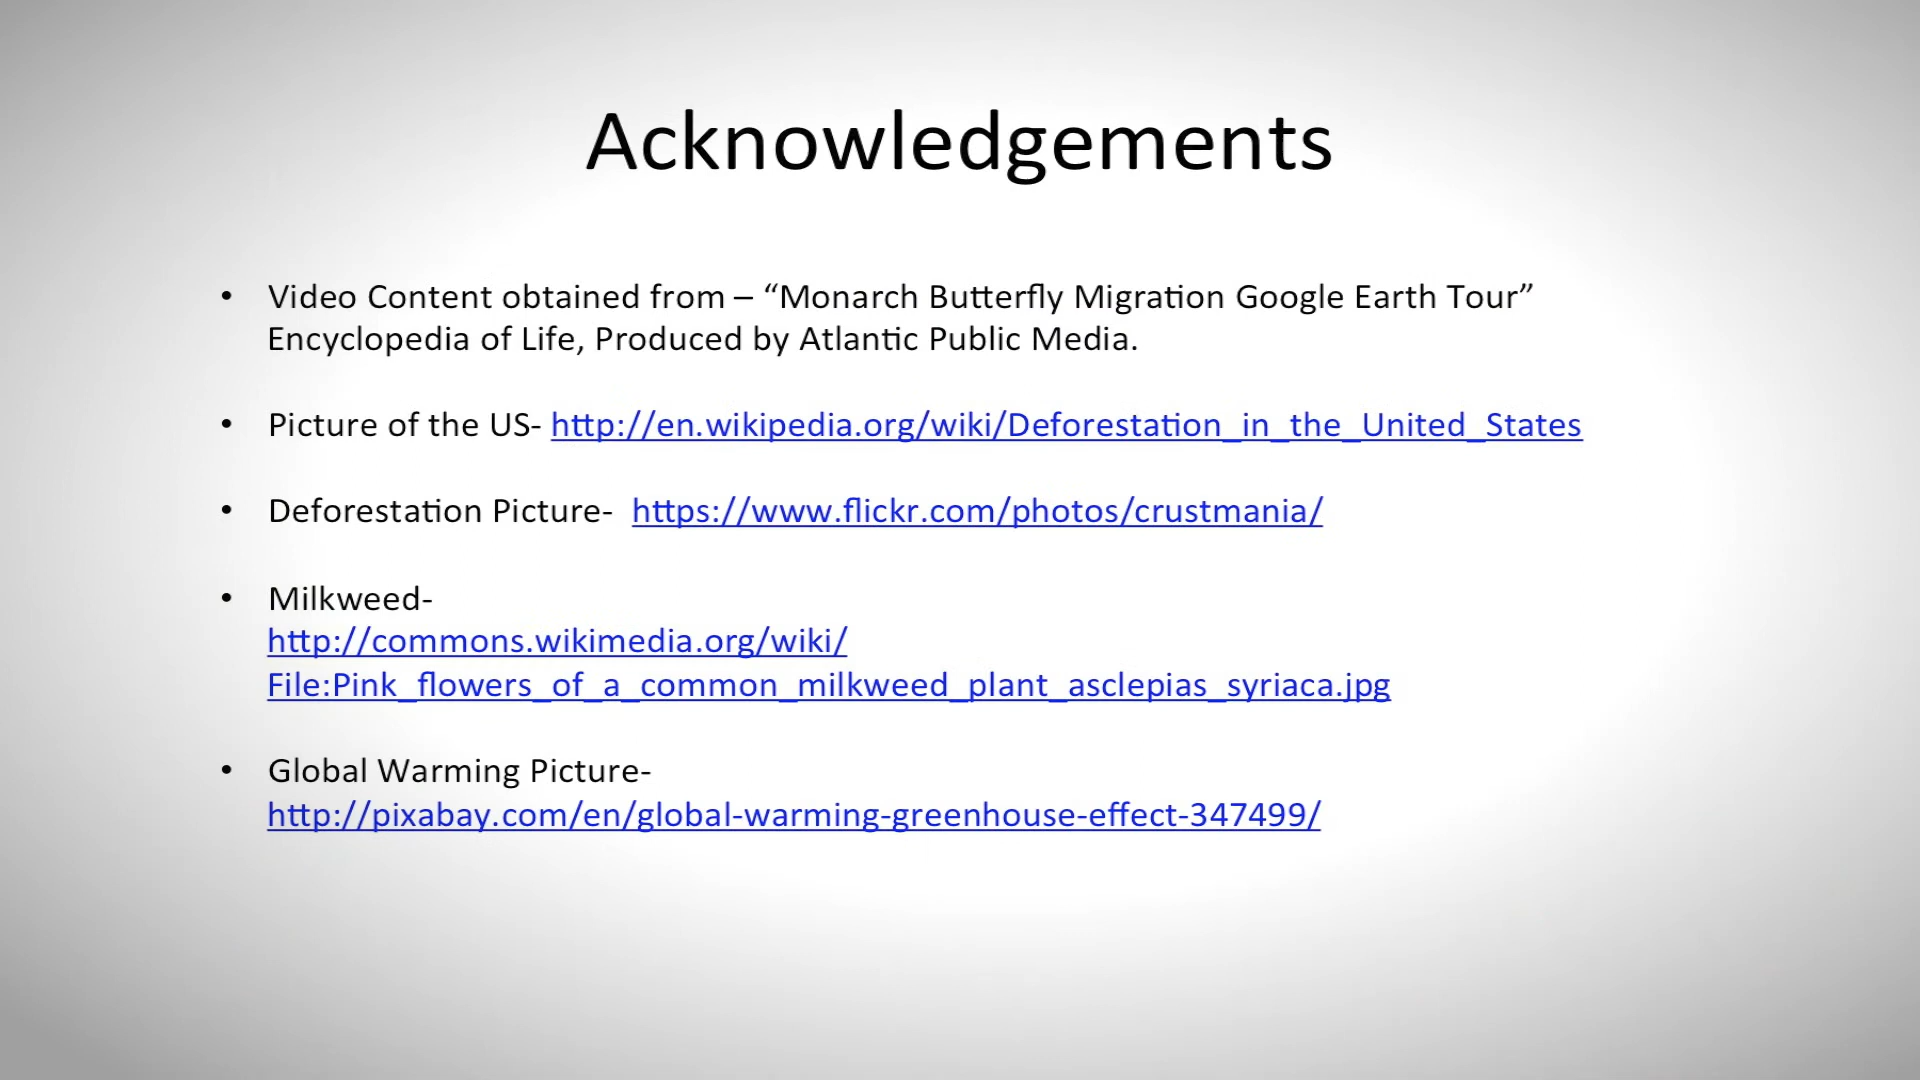 Acknowledgements
• Video Content obtained from – “Monarch Butterfly Migration Google Earth Tour”
Encyclopedia of Life, Produced by Atlantic Public Media.
• Picture of the US- http://en.wikipedia.org/wiki/Deforestation_in_the_United_States
• Deforestation Picture-  https://www.flickr.com/photos/crustmania/
• Milkweed-
http://commons.wikimedia.org/wiki/
File:Pink_flowers_of_a_common_milkweed_plant_asclepias_syriaca.jpg
• Global Warming Picture-
http://pixabay.com/en/global-warming-greenhouse-effect-347499/